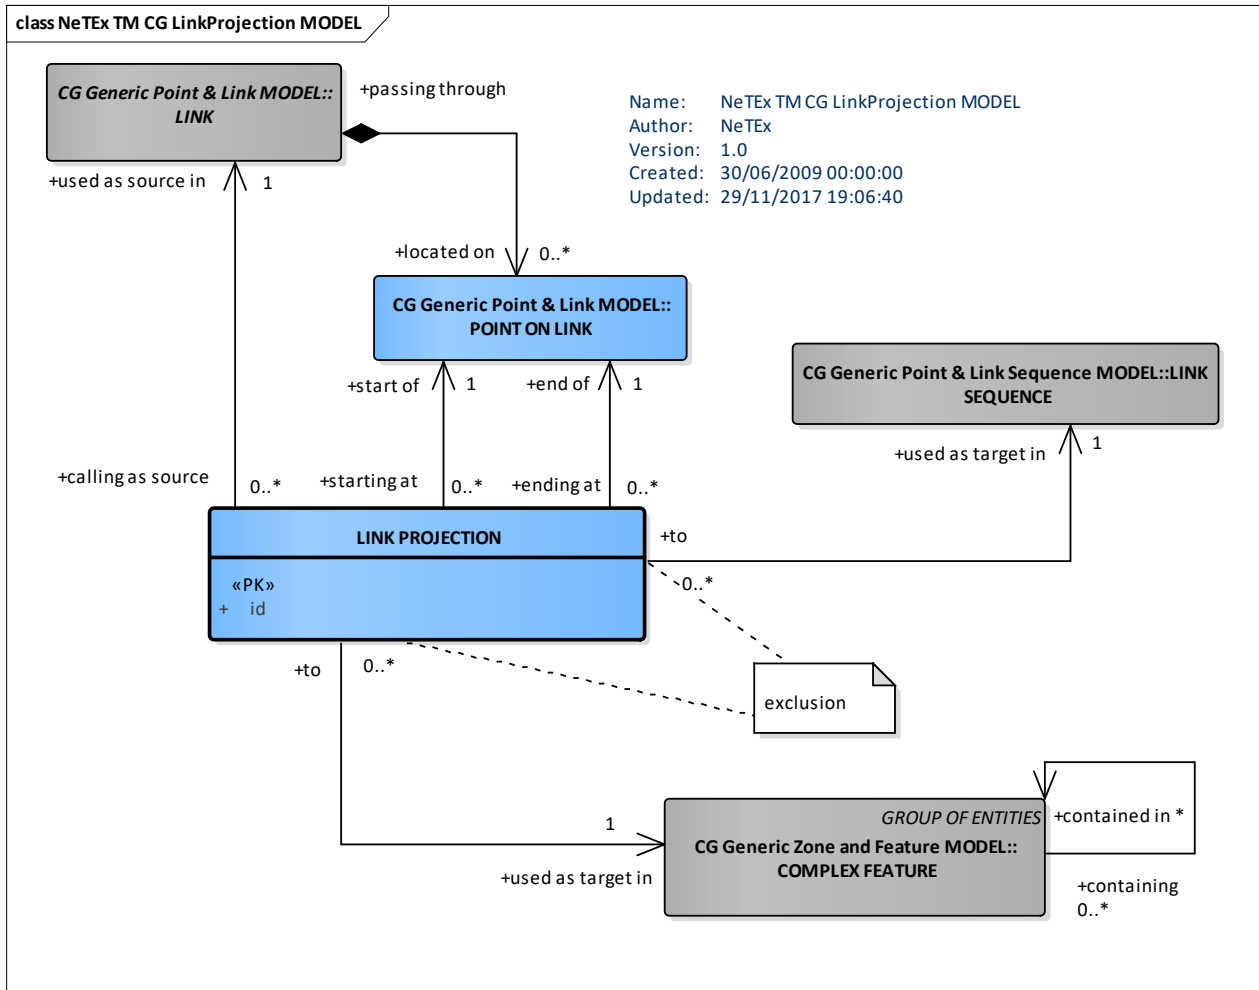 class NeTEx TM CG LinkProjection MODEL
CG Generic Point & Link MODEL::
LINK
+passing through
Name: NeTEx TM CG LinkProjection MODEL
Author: NeTEx
Version: 1.0
Created: 30/06/2009 00:00:00
Updated: 29/11/2017 19:06:40
+used as source in
1
+located on
0..*
CG Generic Point & Link MODEL::
POINT ON LINK
+start of
1
+end of
1
CG Generic Point & Link Sequence MODEL::LINK
SEQUENCE
+used as target in
1
+calling as source
0..*
+starting at
0..*
+ending at
0..*
LINK PROJECTION
+to
0..*
«PK»
+ id
+to
0..*
exclusion
1
+used as target in
GROUP OF ENTITIES
CG Generic Zone and Feature MODEL::
COMPLEX FEATURE
+contained in *
+containing
0..*